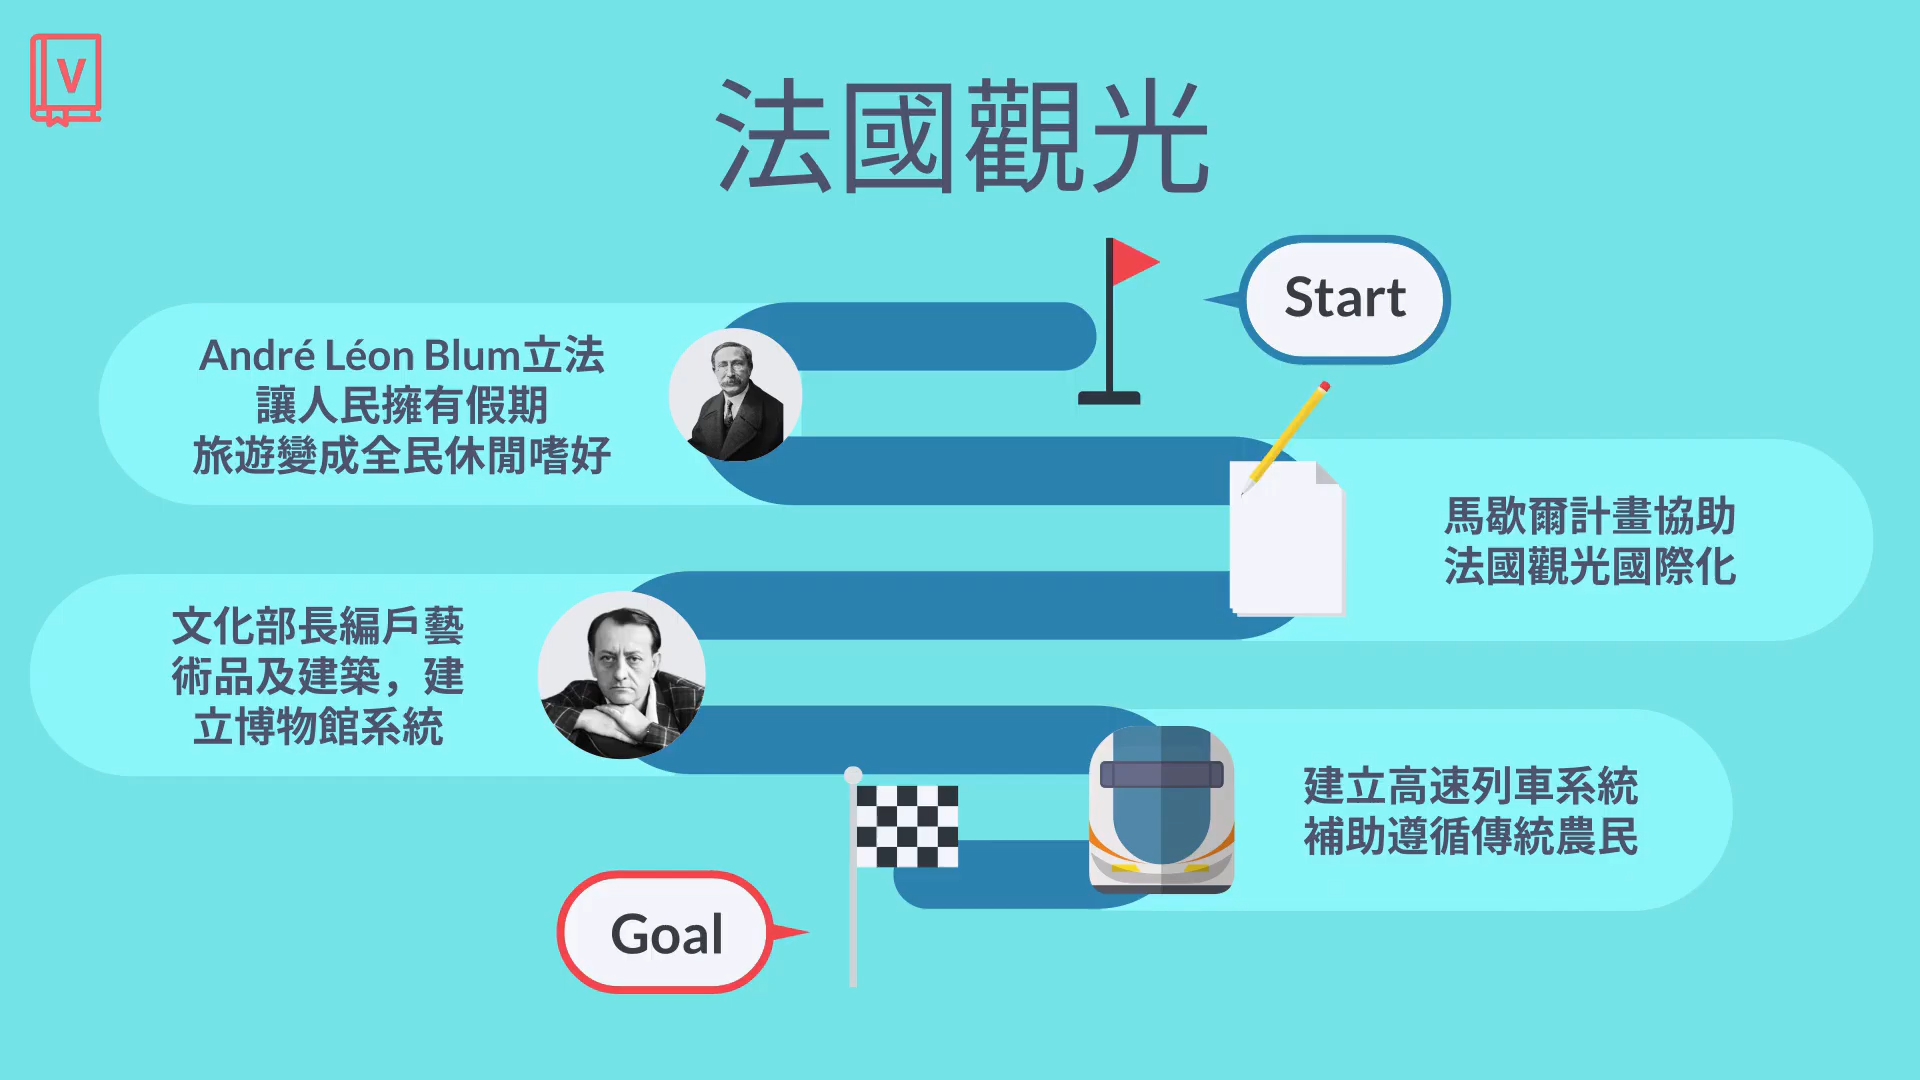 V
法國觀光
Start
André Léon Blum立法
讓人民擁有假期
旅遊變成全民休閒嗜好
馬歇爾計畫協助
法國觀光國際化
文化部長編戶藝
術品及建築，建
立博物館系統
建立高速列車系統
補助遵循傳統農民
Goal